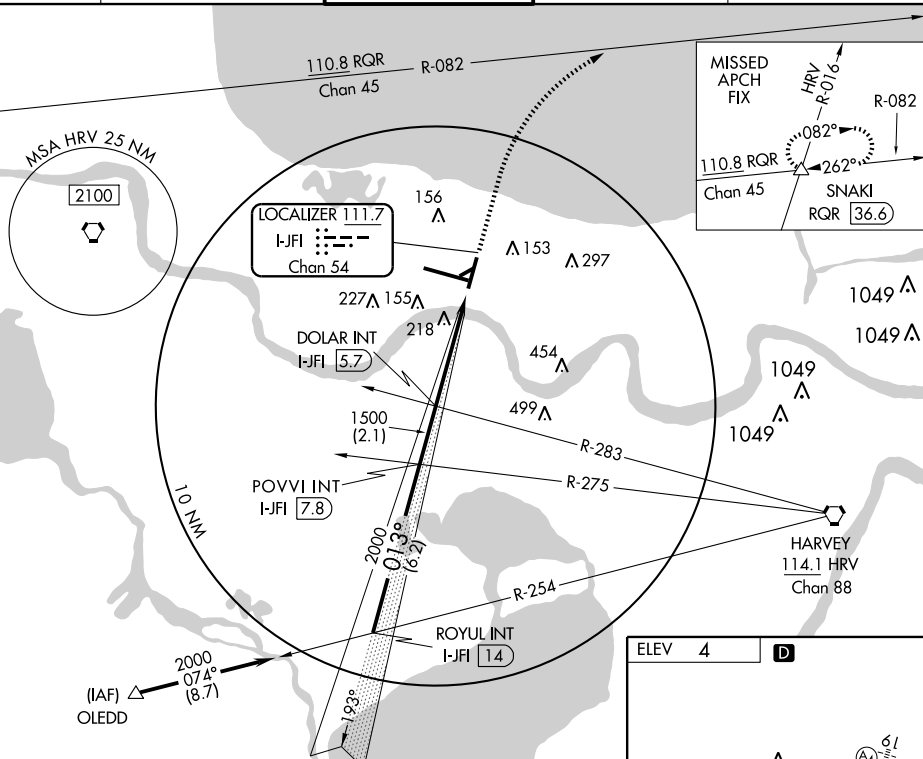 110.8 RQR
Chan 45
R-082
MISSED
APCH
FIX
HRV
R-016
R-082
082°
262°
110.8 RQR
Chan 45
SNAKI
RQR 36.6
MSA HRV 25 NM
2100
LOCALIZER 111.7
I-JFI
Chan 54
156
153
297
227
155
218
1049
1049
DOLAR INT
I-JFI 5.7
454
1049
499
1049
1500
(2.1)
R-283
R-275
POVVI INT
I-JFI 7.8
10 NM
2000
013°
(6.2)
HARVEY
114.1 HRV
Chan 88
R-254
ROYUL INT
I-JFI 14
2000
074°
(8.7)
(IAF)
OLEDD
193°
ELEV 4
D
19